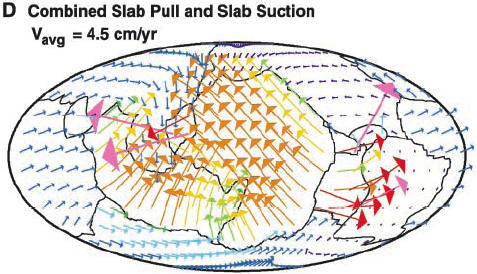 D Combined Slab Pull and Slab Suction
Vavg = 4.5 cm/yr